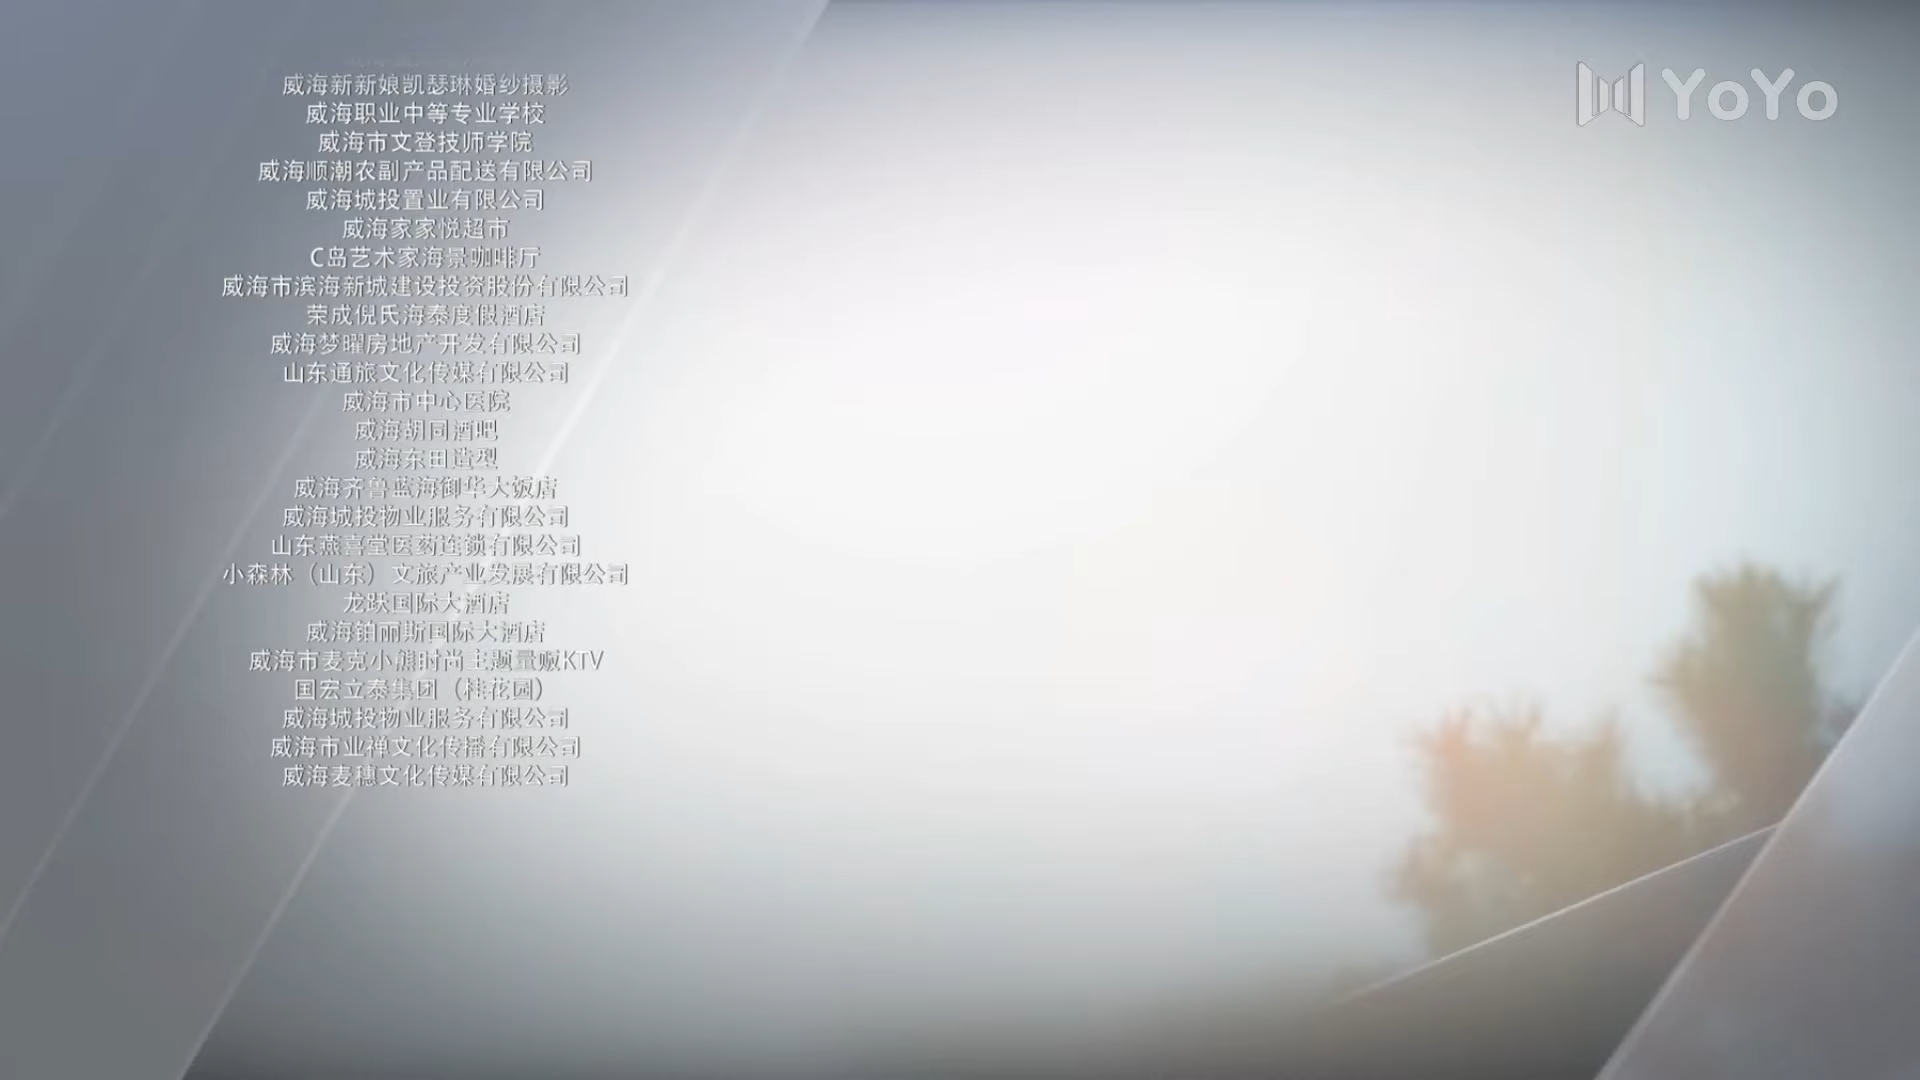 YoYo
威海新新娘凯瑟琳婚纱摄影
威海职业中等专业学校
威海市文登技师学院
威海顺潮农副产品配送有限公司
威海城投置业有限公司
威海家家悦超市
C岛艺术家海景咖啡厅
威海市滨海新城建设投资股份有限公司
荣成倪氏海泰度假酒店
威海梦曜房地产开发有限公司
山东通旅文化传媒有限公司
威海市中心医院
威海胡同酒吧
威海东田造型
威海齐鲁蓝海御华大饭店
威海城投物业服务有限公司
山东燕喜堂医药连锁有限公司
小森林（山东）文旅产业发展有限公司
龙跃国际大酒店
威海铂丽斯国际大酒店
威海市麦克小熊时尚主题量贩KTV
国宏立泰集团（桂花园）
威海城投物业服务有限公司
威海市业禅文化传播有限公司
威海麦穗文化传媒有限公司